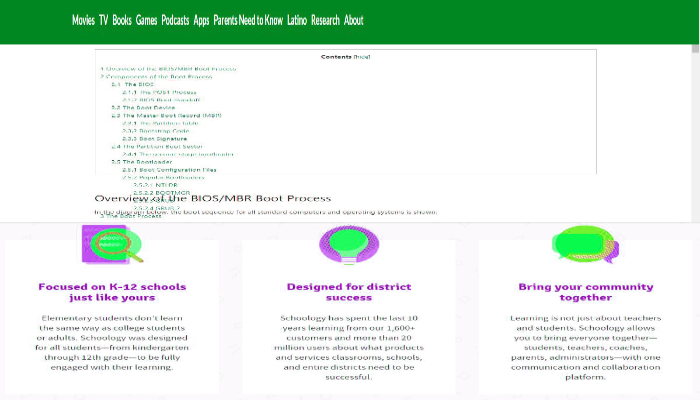 Movies TV Books Games Podcasts Apps Parents Need to Know Latino Research About
Contents [hide]
1 Overview of the BIOS/MBR Boot Process
2 Components of the Boot Process
2.1 The BIOS
2.1.1 The POST Process
2.1.2 BIOS Boot Handoff
2.2 The Boot Device
2.3 The Master Boot Record (MBR)
2.3.1 The Partition Table
2.3.2 Bootstrap Code
2.3.3 Boot Signature
2.4 The Partition Boot Sector
2.4.1 The second-stage bootloader
2.5 The Bootloader
2.5.1 Boot Configuration Files
2.5.2 Popular Bootloaders
2.5.2.1 NTLDR
2.5.2.2 BOOTMGR
Overview of the BIOS/MBR Boot Process
2.5.2.4 GRUB 2
In the diagram below, the boot sequence for all standard computers and operating systems is shown:
3 The Boot Process
Focused on K-12 schools
just like yours
Elementary students don't learn
the same way as college students
or adults. Schoology was designed
for all students—from kindergarten
through 12th grade—to be fully
engaged with their learning.
Designed for district
success
Schoology has spent the last 10
years learning from our 1,600+
customers and more than 20
million users about what products
and services classrooms, schools,
and entire districts need to be
successful.
Bring your community
together
Learning is not just about teachers
and students. Schoology allows
you to bring everyone together—
students, teachers, coaches,
parents, administrators—with one
communication and collaboration
platform.